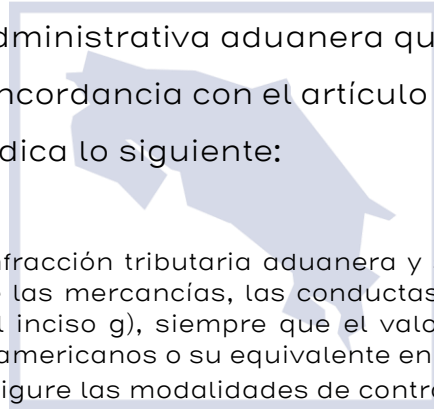 dministrativa aduanera qu
ncordancia con el artículo
dica lo siguiente:
nfracción tributaria aduanera y
las mercancías, las conductas
l inciso g), siempre que el valo
americanos o su equivalente en
igure las modalidades de contr